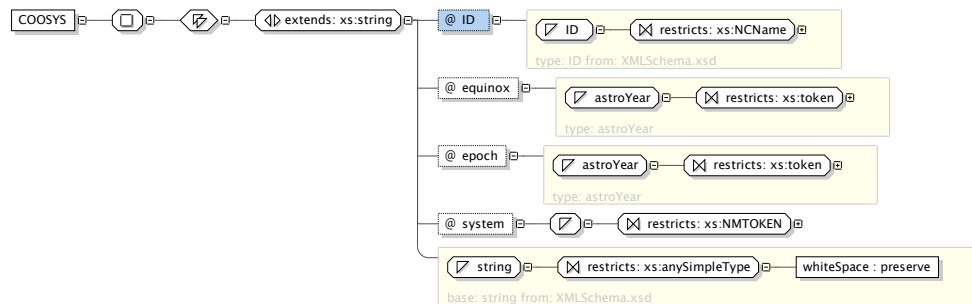 COOSYS extends: xs:string @ ID ID restricts: xs:NCName
type: ID from: XMLSchema.xsd
@ equinox astroYear restricts: xs:token
type: astroYear
@ epoch astroYear restricts: xs:token
type: astroYear
@ system restricts: xs:NMTOKEN
string restricts: xs:anySimpleType whiteSpace : preserve
base: string from: XMLSchema.xsd